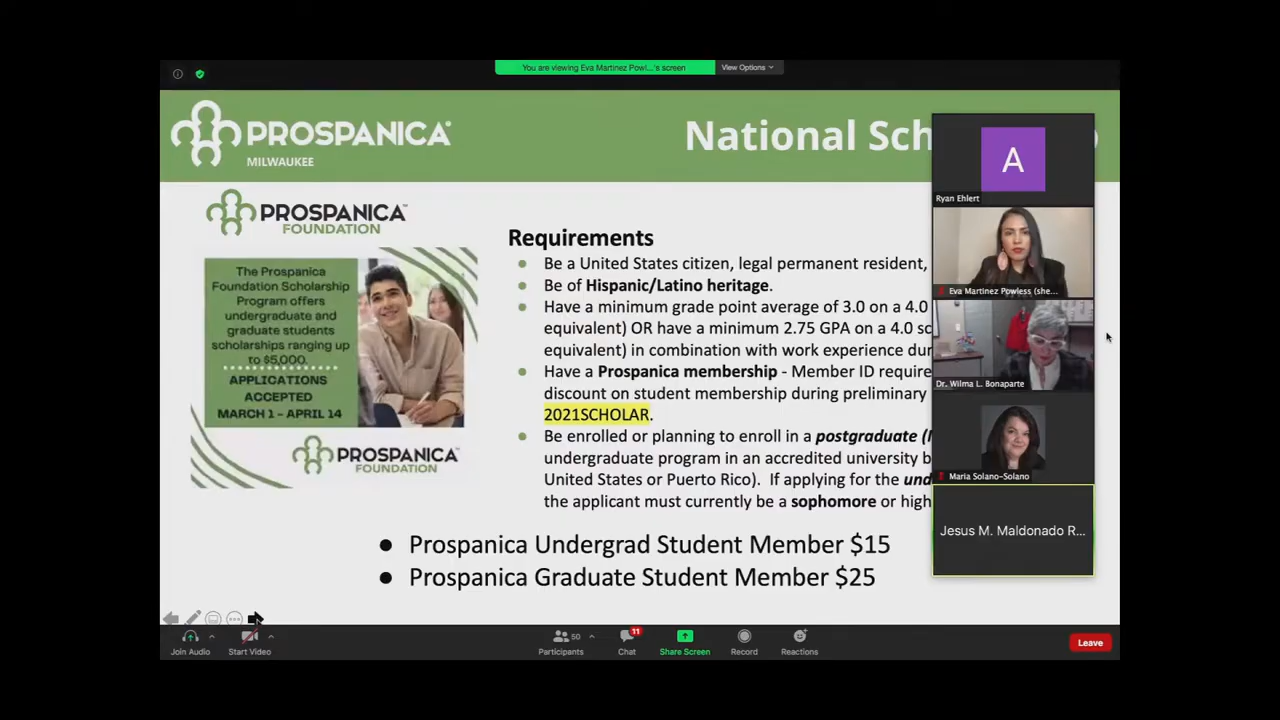 You are viewing Eva Martinez Powl...'s screen
View Options
PROSPANICA
MILWAUKEE
National Sch
PROSPANICA™
FOUNDATION
The Prospanica
Foundation Scholarship
Program offers
undergraduate and
graduate students
scholarships ranging up
to $5,000.
APPLICATIONS
ACCEPTED
MARCH 1 – APRIL 14
PROSPANICA™
FOUNDATION
Requirements
Be a United States citizen, legal permanent resident,
Be of Hispanic/Latino heritage.
Have a minimum grade point average of 3.0 on a 4.0
equivalent) OR have a minimum 2.75 GPA on a 4.0 sc
equivalent) in combination with work experience dur
Have a Prospanica membership - Member ID require
discount on student membership during preliminary
2021SCHOLAR.
Be enrolled or planning to enroll in a postgraduate (
undergraduate program in an accredited university b
United States or Puerto Rico). If applying for the und
the applicant must currently be a sophomore or high
● Prospanica Undergrad Student Member $15
● Prospanica Graduate Student Member $25
A
Ryan Ehlert
Eva Martinez Powless (she...
Dr. Wilma L. Bonaparte
Maria Solano-Solano
Jesus M. Maldonado R...
Join Audio
Start Video
Participants
50
Chat
11
Share Screen
Record
Reactions
Leave